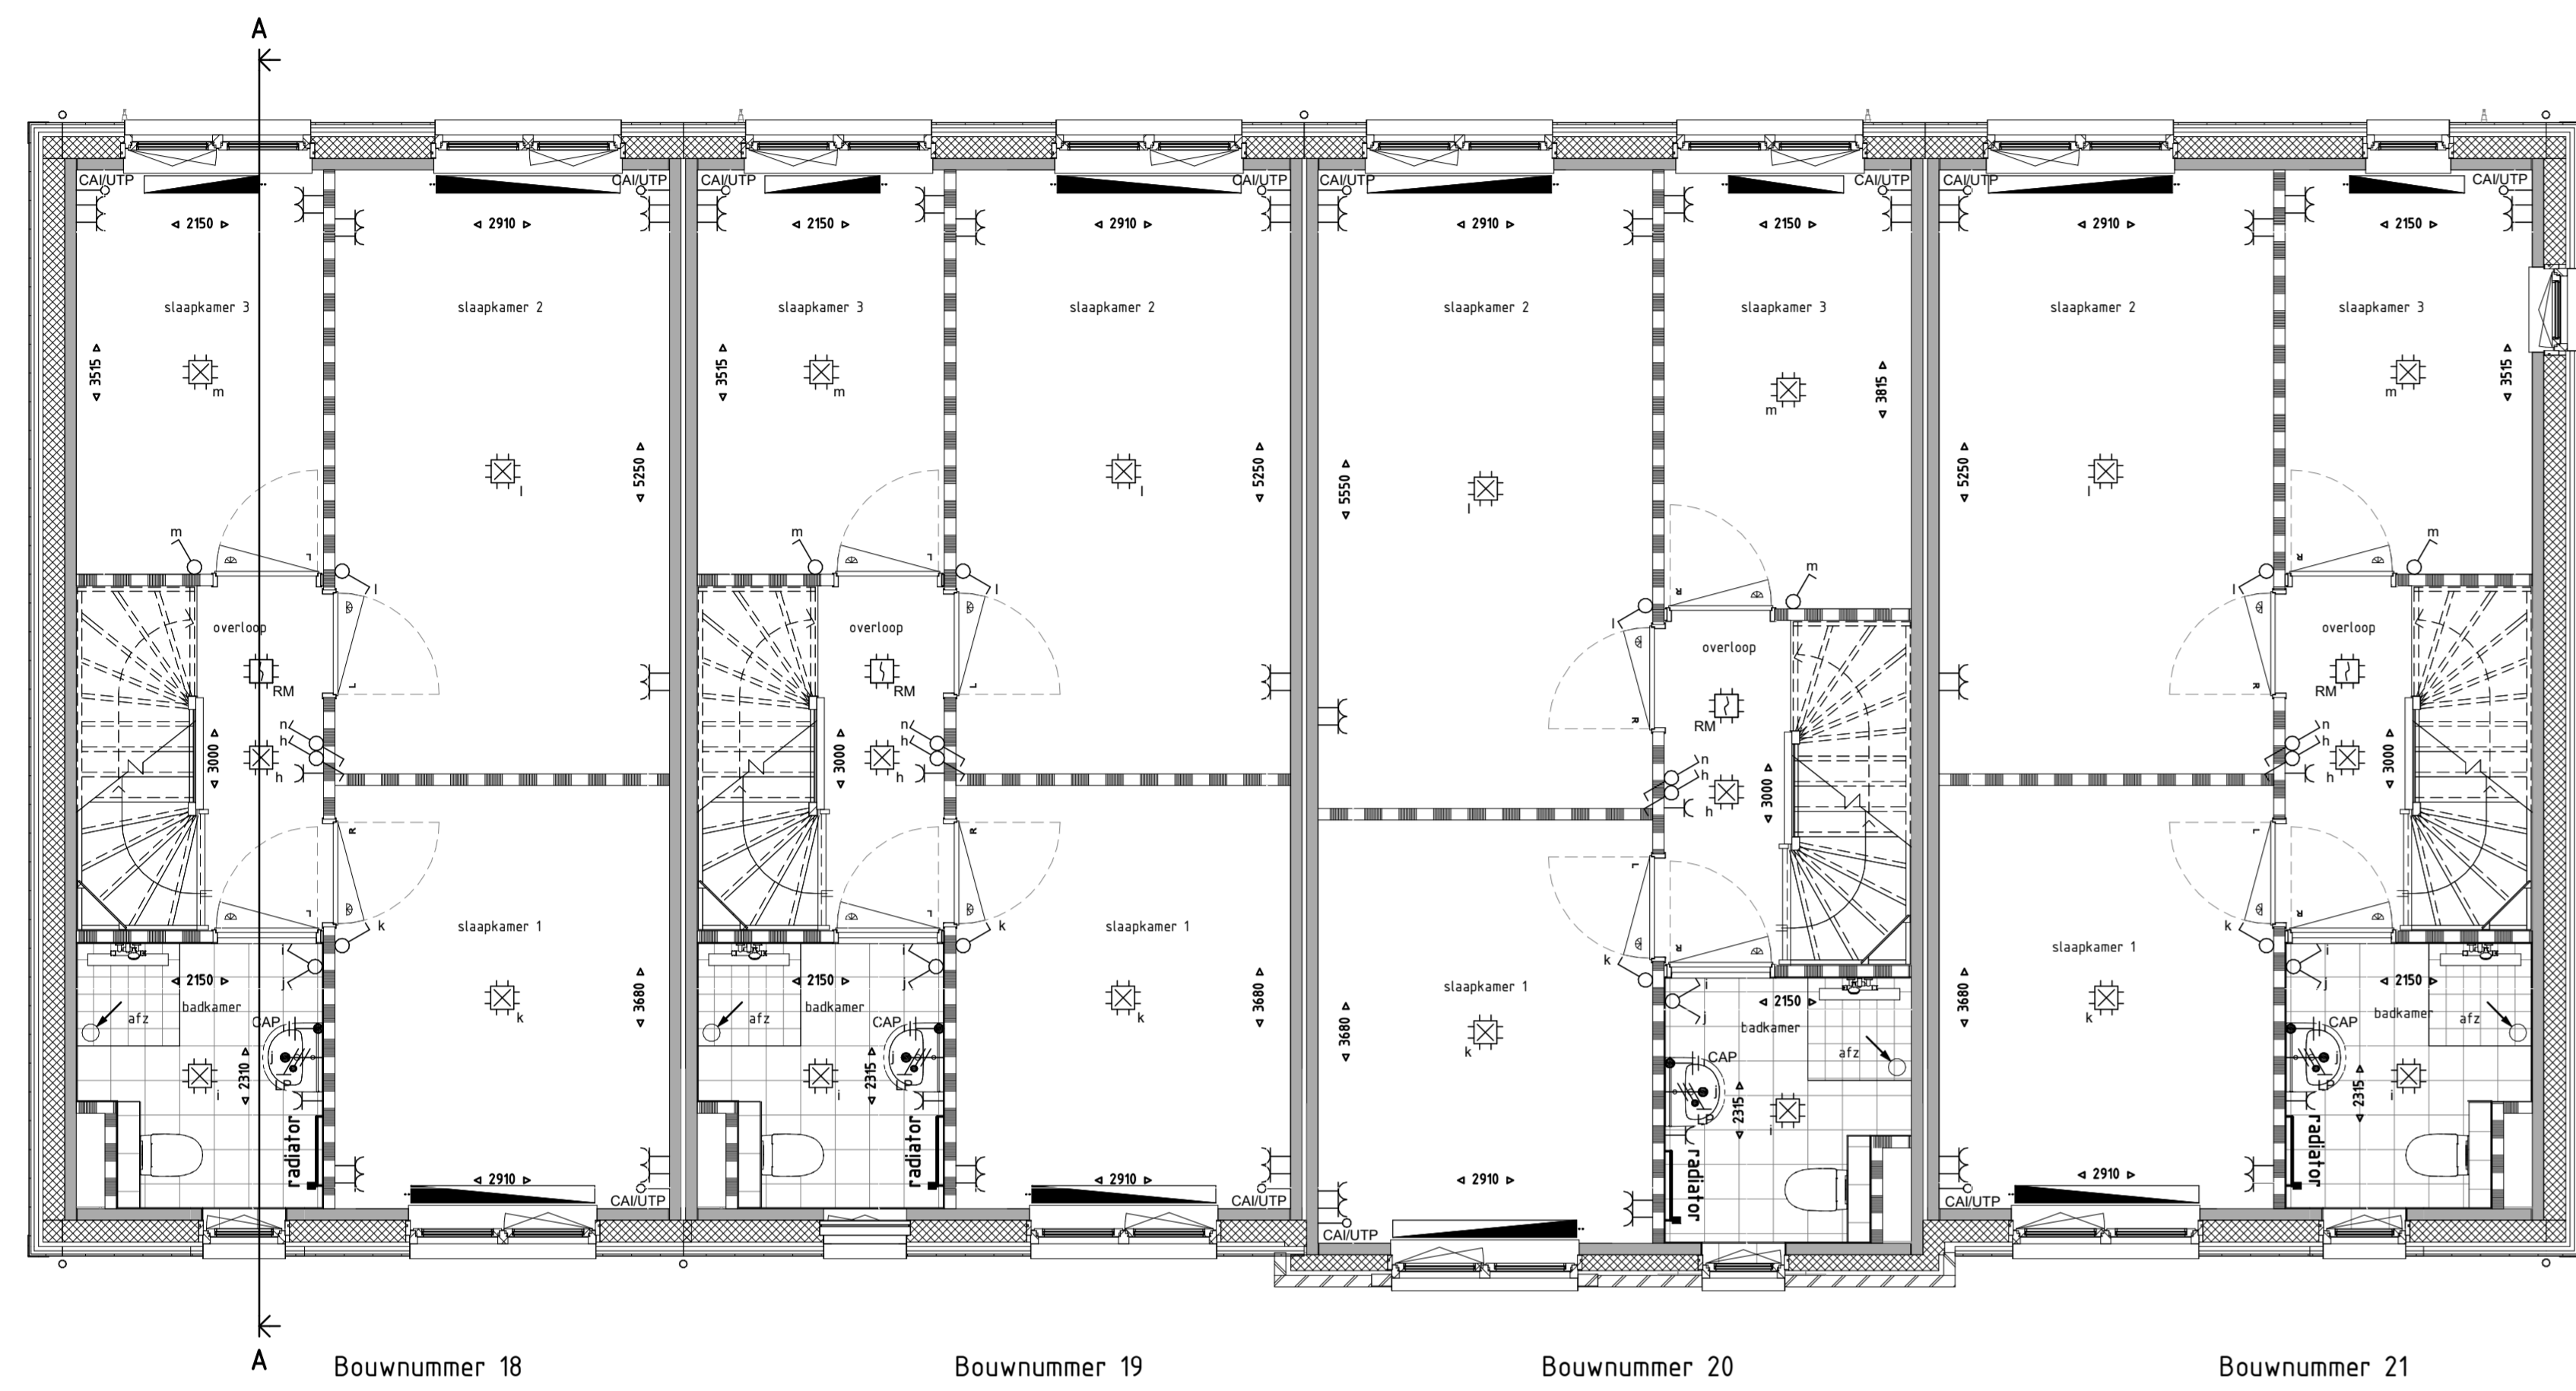 A
CAI/UTP
CAI/UTP
CAI/UTP
CAI/UTP
CAI/UTP
CAI/UTP
CAI/UTP
CAI/UTP
2150
2910
2150
2910
2910
2150
2910
2150
slaapkamer 3
slaapkamer 2
slaapkamer 3
slaapkamer 2
slaapkamer 2
slaapkamer 3
slaapkamer 2
slaapkamer 3
3515
3515
3815
3515
m
m
m
m
5250
5250
5550
5250
l
l
l
l
m
m
m
m
L
L
R
R
l
l
l
l
overloop
overloop
overloop
overloop
L
L
R
R
RM
RM
RM
RM
n
h
n
h
n
h
n
h
3000
3000
3000
3000
h
h
h
h
R
R
L
L
L
L
R
R
k
k
k
k
slaapkamer 1
slaapkamer 1
slaapkamer 1
slaapkamer 1
i
j
i
j
i
j
i
j
2150
2150
2150
2150
3680
3680
3680
3680
badkamer
badkamer
badkamer
badkamer
afz
afz
afz
afz
CAP
CAP
CAP
CAP
k
k
k
k
j
j
j
j
LP
LP
LP
LP
2310
2315
2315
2315
i
i
i
i
radiator
radiator
radiator
radiator
2910
2910
2910
2910
CAI/UTP
CAI/UTP
CAI/UTP
CAI/UTP
A
Bouwnummer 18
Bouwnummer 19
Bouwnummer 20
Bouwnummer 21